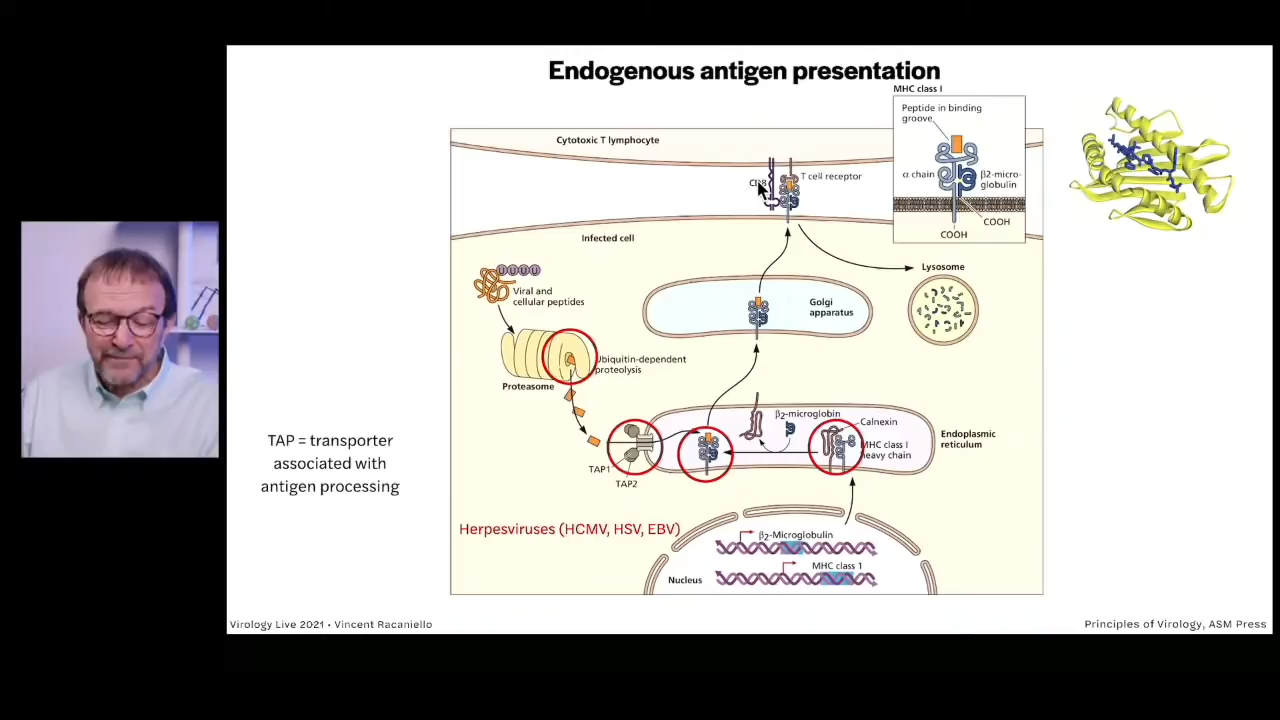 Endogenous antigen presentation
MHC class I
Peptide in binding
groove
α chain
β2-micro-
globulin
COOH
COOH
Cytotoxic T lymphocyte
CD8
T cell receptor
Infected cell
Lysosome
UUUU
Viral and
cellular peptides
Golgi
apparatus
Ubiquitin-dependent
proteolysis
Proteasome
β2-microglobin
Calnexin
MHC class I
heavy chain
Endoplasmic
reticulum
TAP1
TAP2
TAP = transporter
associated with
antigen processing
Herpesviruses (HCMV, HSV, EBV)
β2-Microglobulin
MHC class 1
Nucleus
Virology Live 2021 • Vincent Racaniello
Principles of Virology, ASM Press